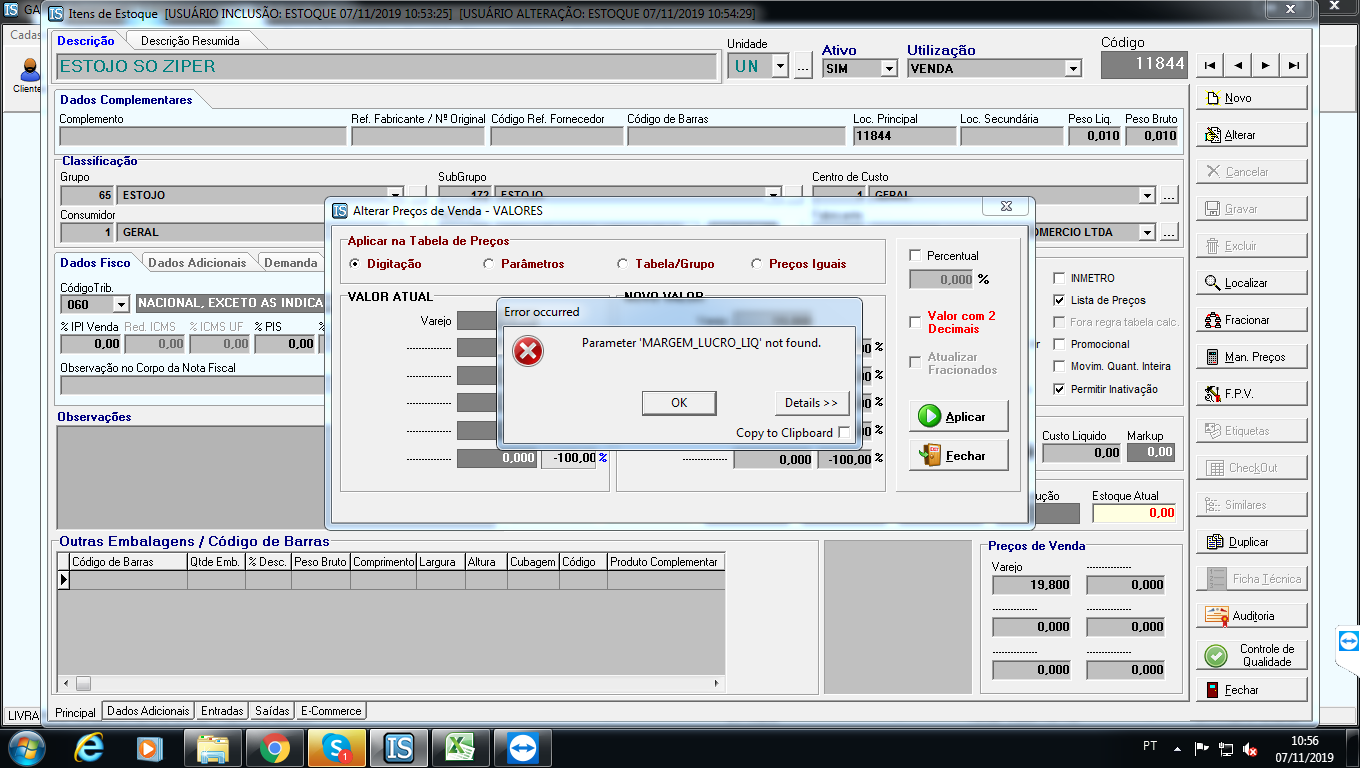 GA
Itens de Estoque [USUÁRIO INCLUSÃO: ESTOQUE 07/11/2019 10:53:25] [USUÁRIO ALTERAÇÃO: ESTOQUE 07/11/2019 10:54:29]
Cadas
Cliente
Descrição Descrição Resumida
ESTOJO SO ZIPER
Unidade
UN
...
Ativo
SIM
Utilização
VENDA
Código
11844
Dados Complementares
Complemento Ref. Fabricante / Nº Original Código Ref. Fornecedor Código de Barras Loc. Principal Loc. Secundária Peso Liq. Peso Bruto
11844 0,010 0,010
Classificação
Grupo SubGrupo Centro de Custo
65 ESTOJO 172 ESTOJO 1 GERAL ...
Consumidor
1 GERAL OMERCIO LTDA ...
Dados Fisco Dados Adicionais Demanda
CódigoTrib.
060 NACIONAL, EXCETO AS INDICA
% IPI Venda Red. ICMS % ICMS UF % PIS %
0,00 0,00 0,00 0,00
Observação no Corpo da Nota Fiscal
Observações
INMETRO
Lista de Preços
Fora regra tabela calc.
Promocional
Movim. Quant. Inteira
Permitir Inativação
Custo Liquido Markup
0,00 0,00
ução Estoque Atual
0,00
Alterar Preços de Venda - VALORES
Aplicar na Tabela de Preços
Digitação Parâmetros Tabela/Grupo Preços Iguais
VALOR ATUAL NOVO VALOR
Varejo
--------------
--------------
--------------
--------------
-------------- 0,000 -100,00 % -------------- 0,000 -100,00 %
Percentual
0,000 %
Valor com 2
Decimais
Atualizar
Fracionados
Aplicar
Fechar
Error occurred
Parameter 'MARGEM_LUCRO_LIQ' not found.
OK
Details >>
Copy to Clipboard
Outras Embalagens / Código de Barras
Código de Barras Qtde Emb. % Desc. Peso Bruto Comprimento Largura Altura Cubagem Código Produto Complementar
Preços de Venda
Varejo --------------
19,800 0,000
-------------- --------------
0,000 0,000
-------------- --------------
0,000 0,000
Novo
Alterar
Cancelar
Gravar
Excluir
Localizar
Fracionar
Man. Preços
F.P.V.
Etiquetas
CheckOut
Similares
Duplicar
Ficha Técnica
Auditoria
Controle de
Qualidade
Fechar
LIVRA
Principal Dados Adicionais Entradas Saídas E-Commerce
IS
1
PT
10:56
07/11/2019